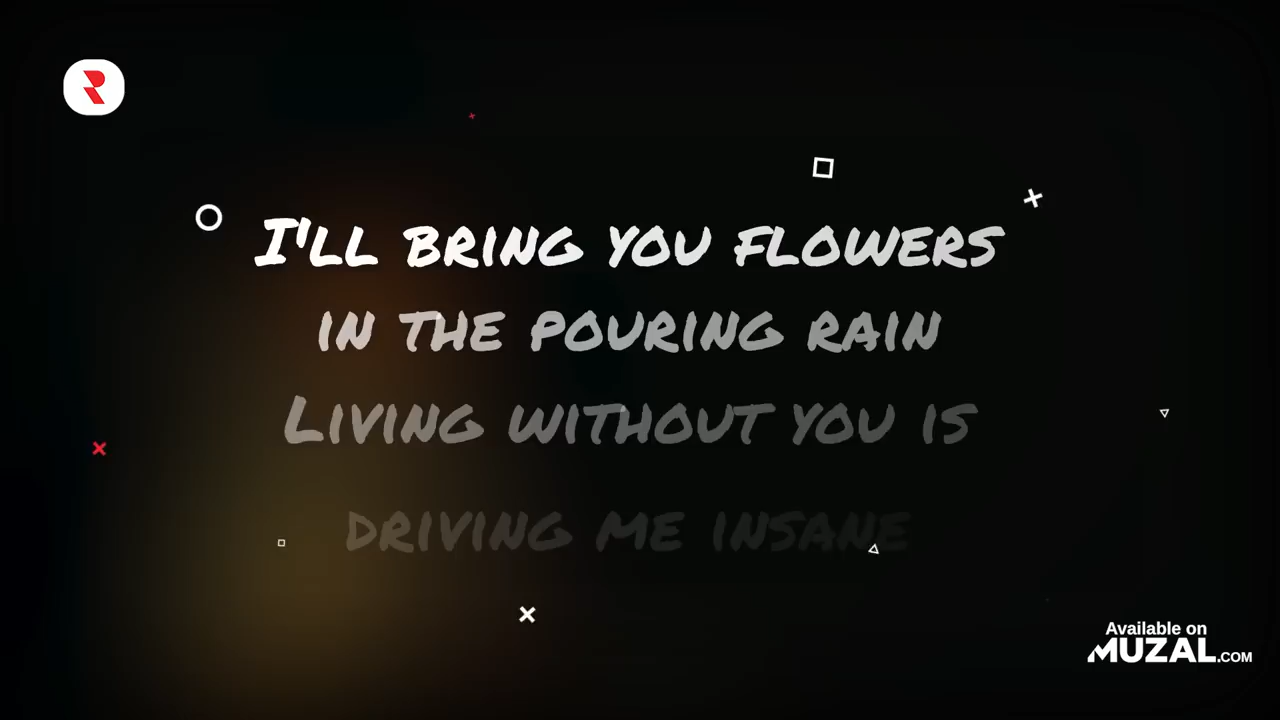 I'll bring you flowers
in the pouring rain
Living without you is
driving me insane
Available on
MUZAL.COM